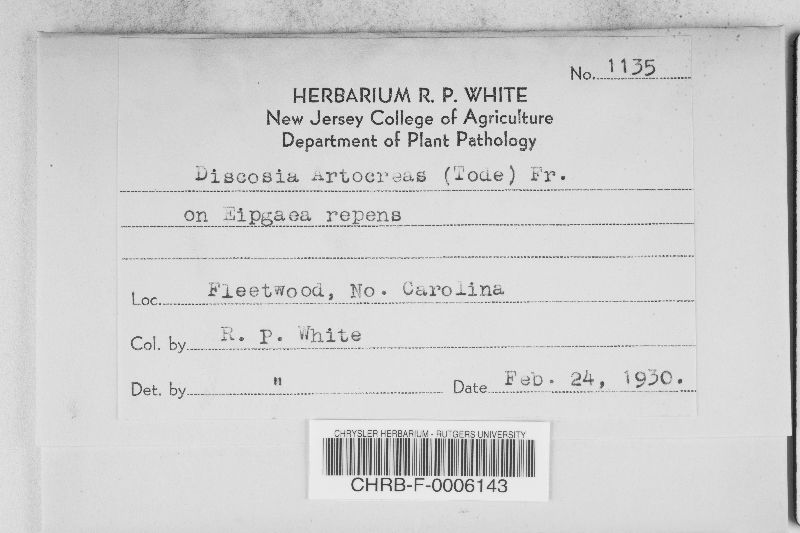 No. 1135
HERBARIUM R. P. WHITE
New Jersey College of Agriculture
Department of Plant Pathology
Discosia Artocreas (Tode) Fr.
on Eipgaea repens
Loc. Fleetwood, No. Carolina
Col. by R. P. White
Det. by " Date Feb. 24, 1930.
CHRYSLER HERBARIUM - RUTGERS UNIVERSITY
CHRB-F-0006143